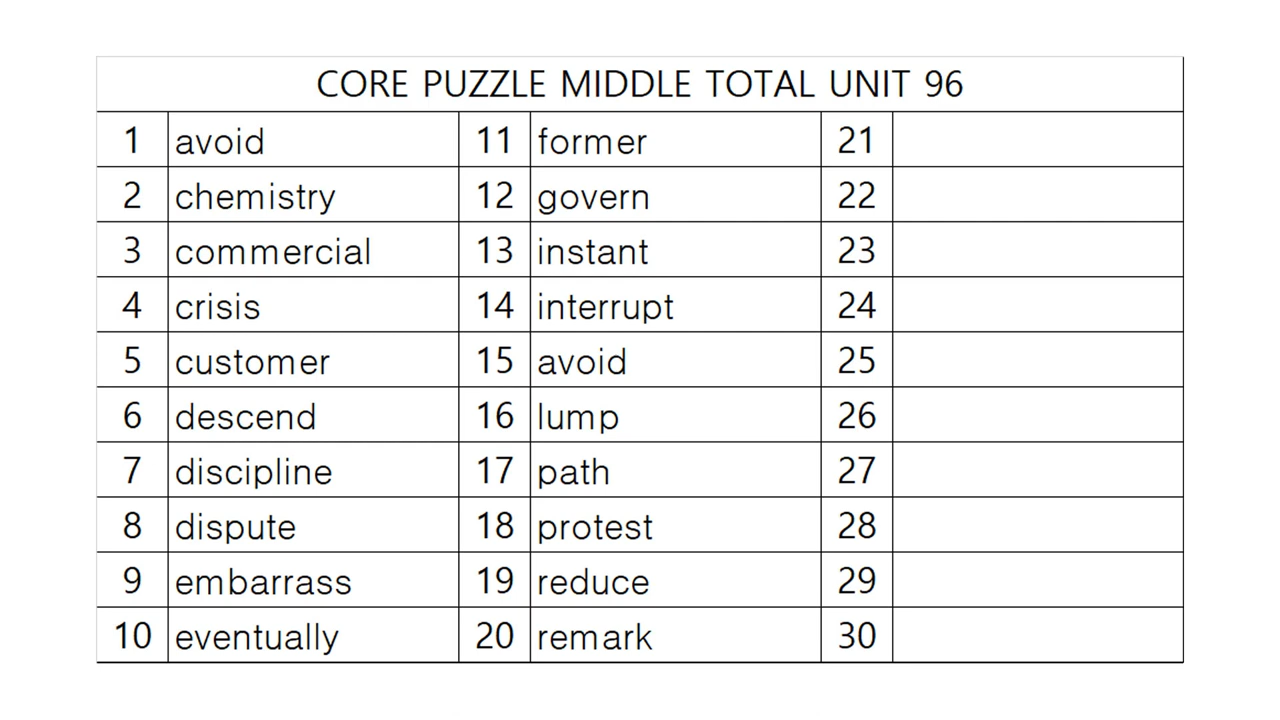 CORE PUZZLE MIDDLE TOTAL UNIT 96
1 avoid 11 former 21
2 chemistry 12 govern 22
3 commercial 13 instant 23
4 crisis 14 interrupt 24
5 customer 15 avoid 25
6 descend 16 lump 26
7 discipline 17 path 27
8 dispute 18 protest 28
9 embarrass 19 reduce 29
10 eventually 20 remark 30